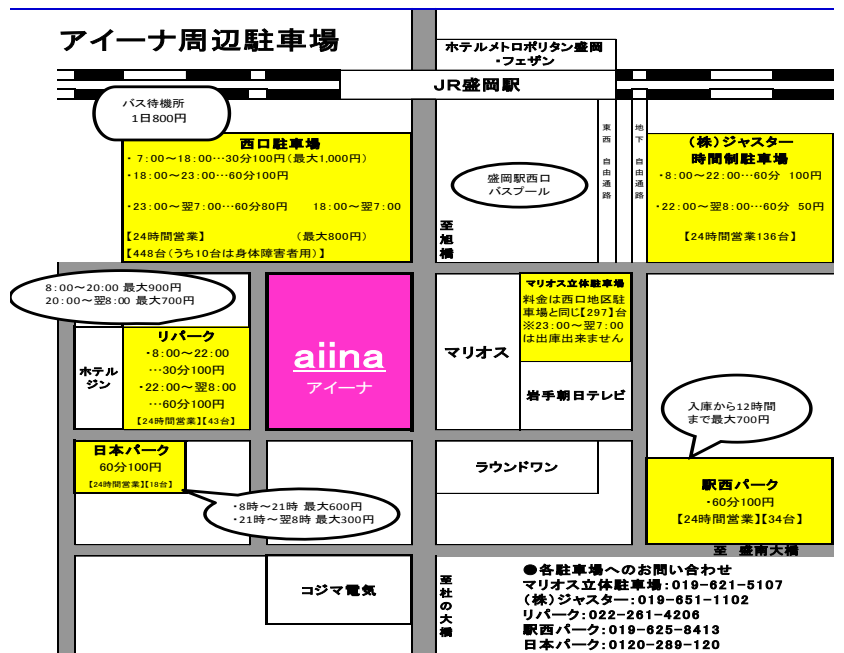 アイーナ周辺駐車場
ホテルメトロポリタン盛岡
・フェザン
JR盛岡駅
バス待機所
1日800円
西口駐車場
・ 7:00～18:00…30分100円(最大1,000円)
・18:00～23:00…60分100円
・23:00～翌7:00…60分80円 18:00～翌7:00
【24時間営業】 (最大800円)
【448台(うち10台は身体障害者用)】
盛岡駅西口
バスプール
東西 自由通路
地下 自由通路
(株)ジャスター
時間制駐車場
・8:00～22:00…60分 100円
・22:00～翌8:00…60分 50円
【24時間営業136台】
至旭橋
8:00～20:00 最大900円
20:00～翌8:00 最大700円
リパーク
・8:00～22:00
…30分100円
・22:00～翌8:00
…60分100円
【24時間営業】【43台】
ホテル
ジン
aiina
アイーナ
マリオス
マリオス立体駐車場
料金は西口地区駐
車場と同じ【297】台
※23:00～翌7:00
は出庫出来ません
岩手朝日テレビ
入庫から12時間
まで最大700円
日本パーク
60分100円
【24時間営業】【18台】
・8時～21時 最大600円
・21時～翌8時 最大300円
ラウンドワン
駅西パーク
・60分100円
【24時間営業】【34台】
至 盛南大橋
コジマ電気
至杜の大橋
●各駐車場へのお問い合わせ
マリオス立体駐車場:019-621-5107
(株)ジャスター:019-651-1102
リパーク:022-261-4206
駅西パーク:019-625-8413
日本パーク:0120-289-120